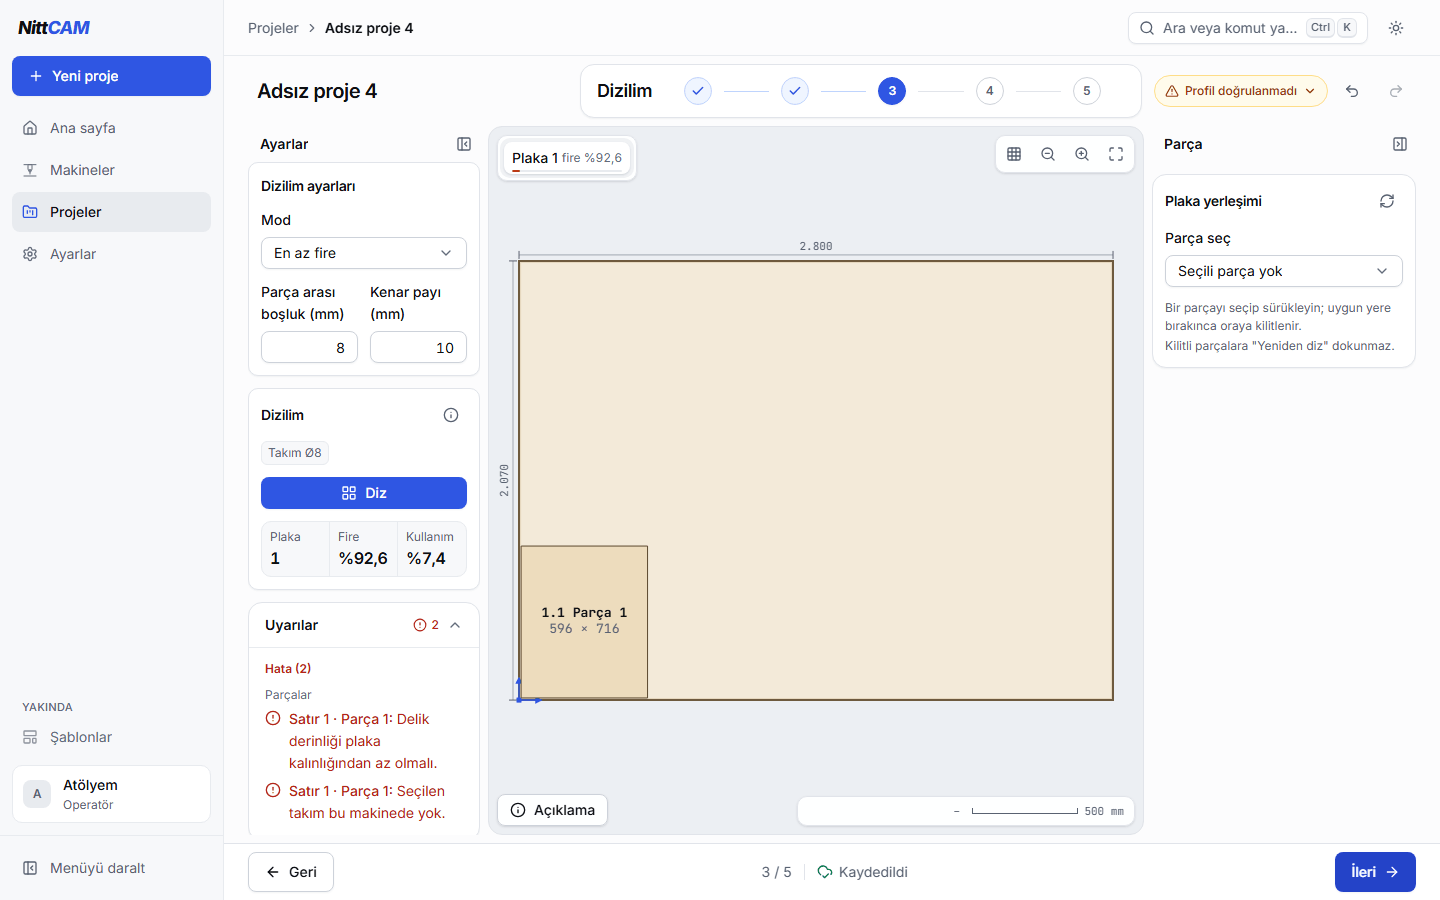 NittCAM
Yeni proje
Ana sayfa
Makineler
Projeler
Ayarlar
YAKINDA
Şablonlar
A
Atölyem
Operatör
Menüyü daralt
Projeler
Adsız proje 4
Ara veya komut ya...
Ctrl
K
Adsız proje 4
Dizilim
3
4
5
Profil doğrulanmadı
Ayarlar
Dizilim ayarları
Mod
En az fire
Parça arası
boşluk (mm)
Kenar payı
(mm)
8
10
Dizilim
Takım Ø8
Diz
Plaka
1
Fire
%92,6
Kullanım
%7,4
Uyarılar
2
Hata (2)
Parçalar
Satır 1 · Parça 1: Delik
derinliği plaka
kalınlığından az olmalı.
Satır 1 · Parça 1: Seçilen
takım bu makinede yok.
Plaka 1 fire %92,6
2.800
2.070
1.1 Parça 1
596 × 716
Açıklama
–
500 mm
Parça
Plaka yerleşimi
Parça seç
Seçili parça yok
Bir parçayı seçip sürükleyin; uygun yere
bırakınca oraya kilitlenir.
Kilitli parçalara "Yeniden diz" dokunmaz.
Geri
3 / 5
Kaydedildi
İleri